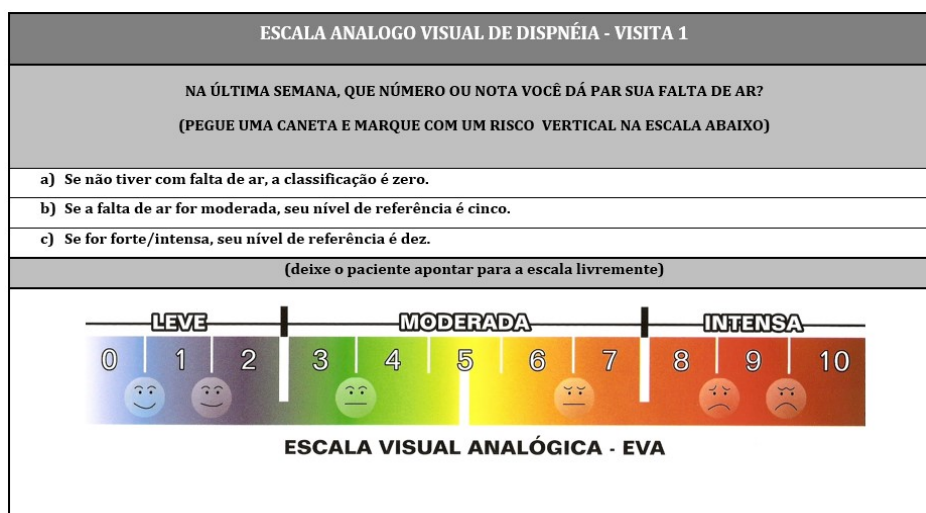 ESCALA ANALOGO VISUAL DE DISPNÉIA - VISITA 1
NA ÚLTIMA SEMANA, QUE NÚMERO OU NOTA VOCÊ DÁ PAR SUA FALTA DE AR?
(PEGUE UMA CANETA E MARQUE COM UM RISCO VERTICAL NA ESCALA ABAIXO)
a) Se não tiver com falta de ar, a classificação é zero.
b) Se a falta de ar for moderada, seu nível de referência é cinco.
c) Se for forte/intensa, seu nível de referência é dez.
(deixe o paciente apontar para a escala livremente)
LEVE MODERADA INTENSA
0 1 2 3 4 5 6 7 8 9 10
ESCALA VISUAL ANALÓGICA - EVA